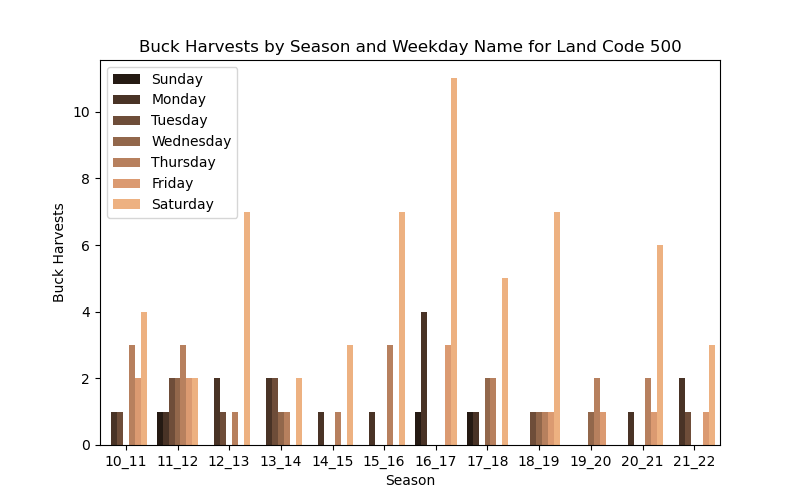 Buck Harvests by Season and Weekday Name for Land Code 500
Sunday
Monday
Tuesday
Wednesday
Thursday
Friday
Saturday
10
8
6
4
2
0
Buck Harvests
10_11 11_12 12_13 13_14 14_15 15_16 16_17 17_18 18_19 19_20 20_21 21_22
Season